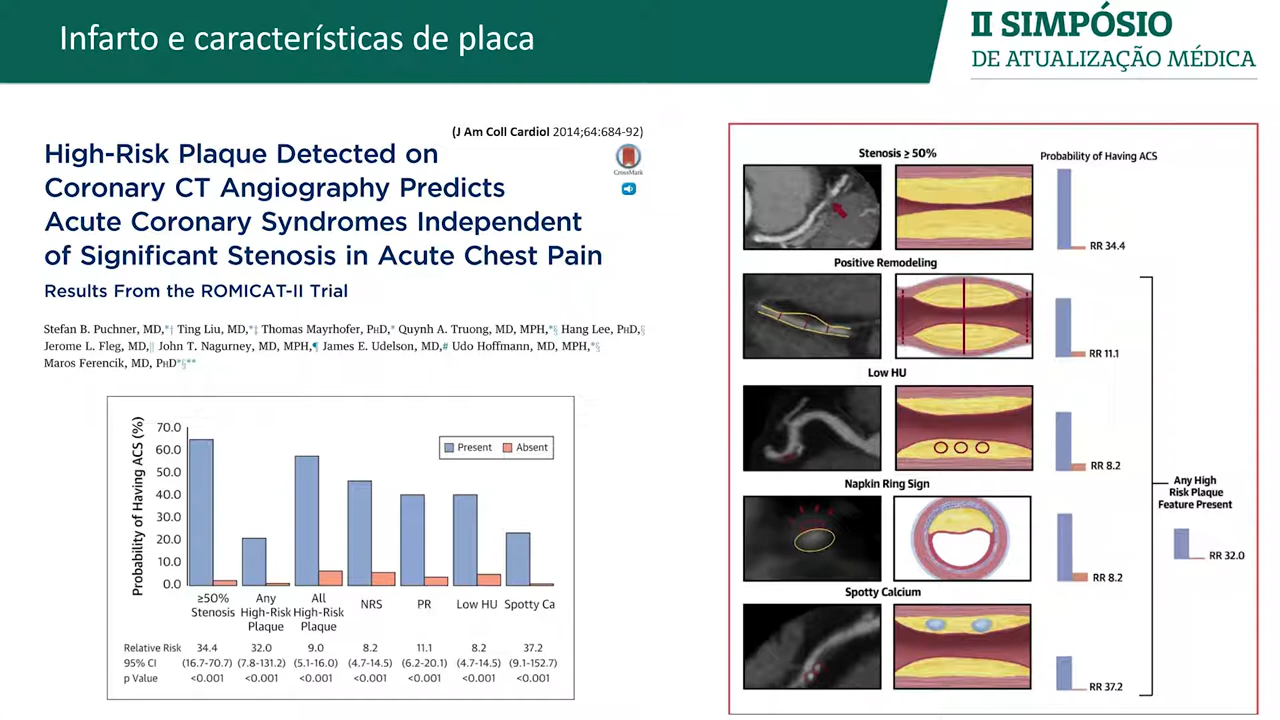 Infarto e características de placa
II SIMPÓSIO
DE ATUALIZAÇÃO MÉDICA
(J Am Coll Cardiol 2014;64:684-92)
High-Risk Plaque Detected on
Coronary CT Angiography Predicts
Acute Coronary Syndromes Independent
of Significant Stenosis in Acute Chest Pain
CrossMark
Results From the ROMICAT-II Trial
Stefan B. Puchner, MD,*† Ting Liu, MD,*‡ Thomas Mayrhofer, PhD,* Quynh A. Truong, MD, MPH,*§ Hang Lee, PhD,§
Jerome L. Fleg, MD,|| John T. Nagurney, MD, MPH,¶ James E. Udelson, MD,# Udo Hoffmann, MD, MPH,*§
Maros Ferencik, MD, PhD*§**
Probability of Having ACS (%)
70.0
60.0
50.0
40.0
30.0
20.0
10.0
0.0
Present Absent
≥50% Stenosis
Any High-Risk Plaque
All High-Risk Plaque
NRS
PR
Low HU
Spotty Ca
Relative Risk 34.4 32.0 9.0 8.2 11.1 8.2 37.2
95% CI (16.7-70.7) (7.8-131.2) (5.1-16.0) (4.7-14.5) (6.2-20.1) (4.7-14.5) (9.1-152.7)
p Value <0.001 <0.001 <0.001 <0.001 <0.001 <0.001 <0.001
Stenosis ≥ 50%
Probability of Having ACS
RR 34.4
Positive Remodeling
RR 11.1
Low HU
RR 8.2
Napkin Ring Sign
RR 8.2
Spotty Calcium
RR 37.2
Any High
Risk Plaque
Feature Present
RR 32.0